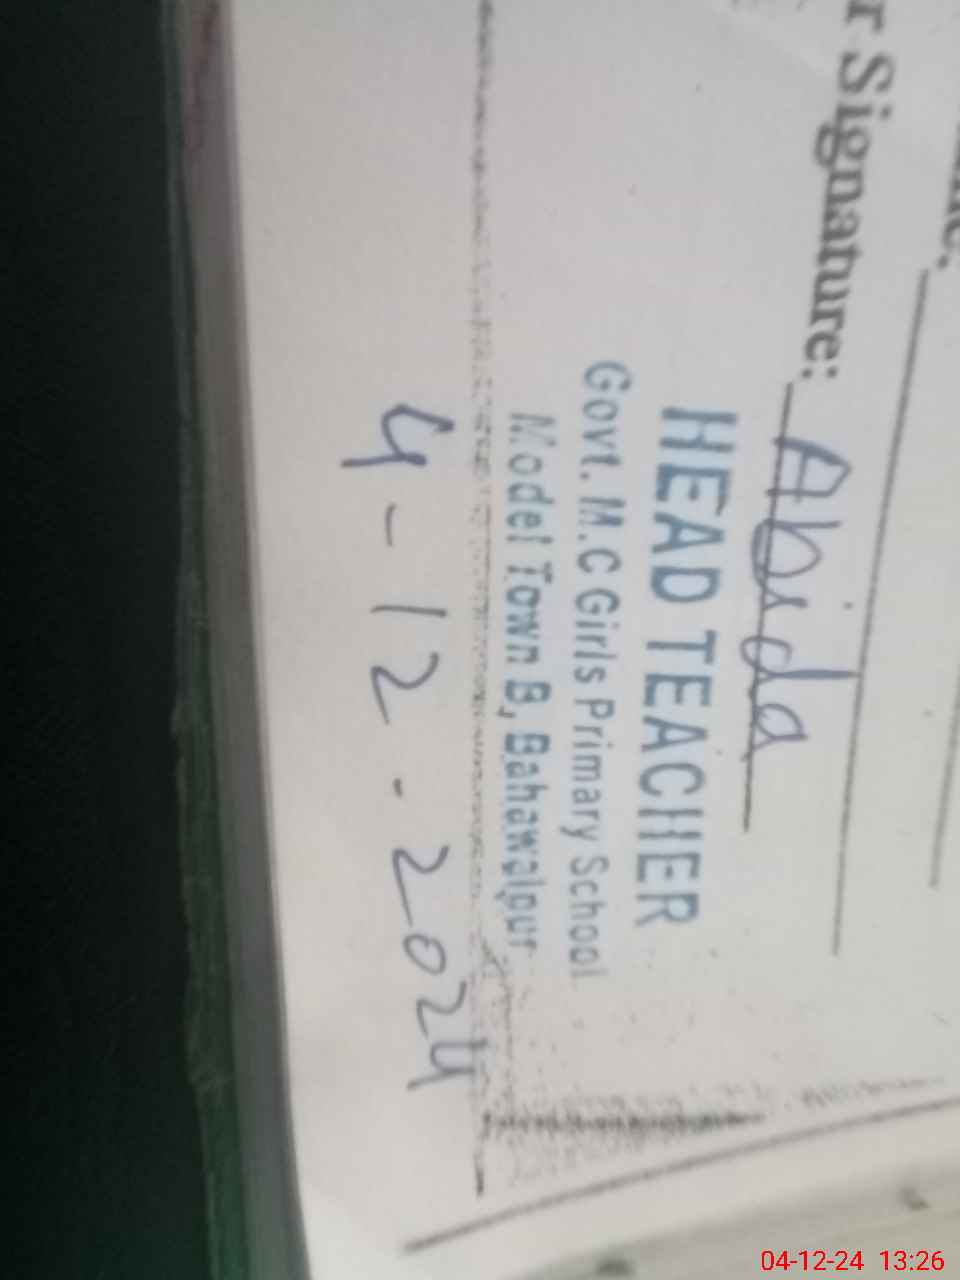 r Signature: Abida
HEAD TEACHER
Govt. M.C Girls Primary School
Model Town B, Bahawalpur
4-12-2024
04-12-24 13:26